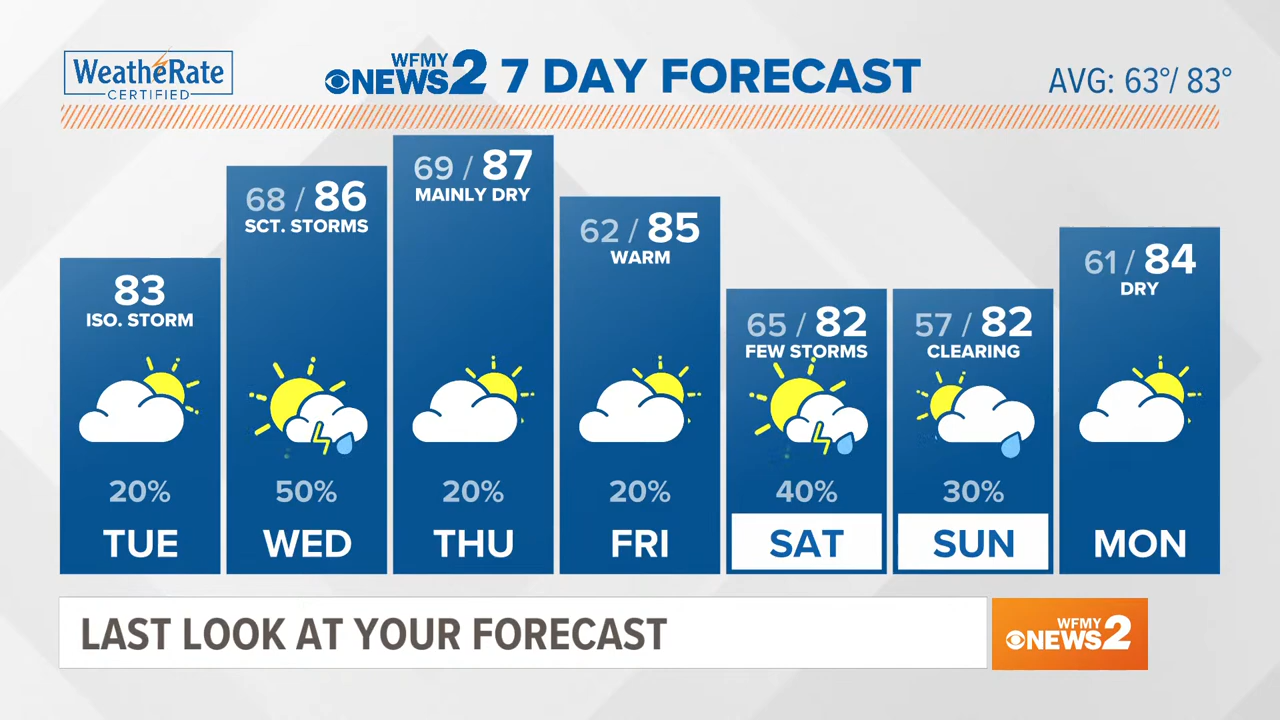 WeatheRate
CERTIFIED
WFMY
NEWS 2 7 DAY FORECAST
AVG: 63°/ 83°
83
ISO. STORM
20%
TUE
68 / 86
SCT. STORMS
50%
WED
69 / 87
MAINLY DRY
20%
THU
62 / 85
WARM
20%
FRI
65 / 82
FEW STORMS
40%
SAT
57 / 82
CLEARING
30%
SUN
61 / 84
DRY
MON
LAST LOOK AT YOUR FORECAST
WFMY
NEWS 2